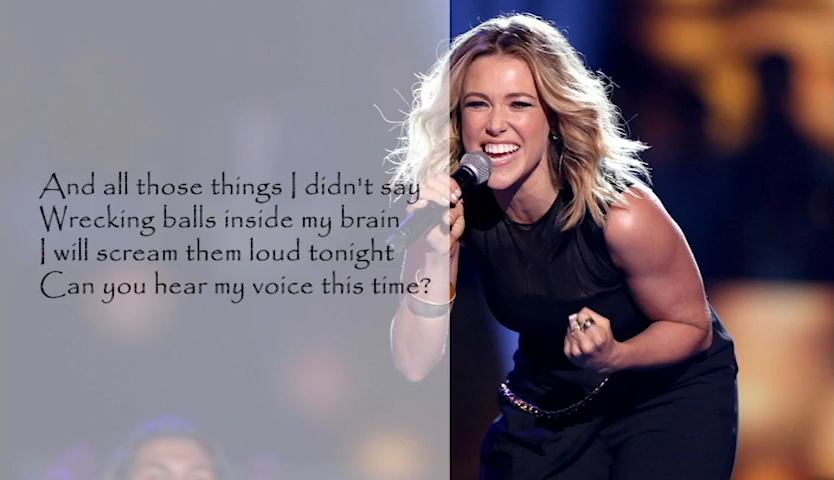 And all those things I didn't say
Wrecking balls inside my brain
I will scream them loud tonight
Can you hear my voice this time?